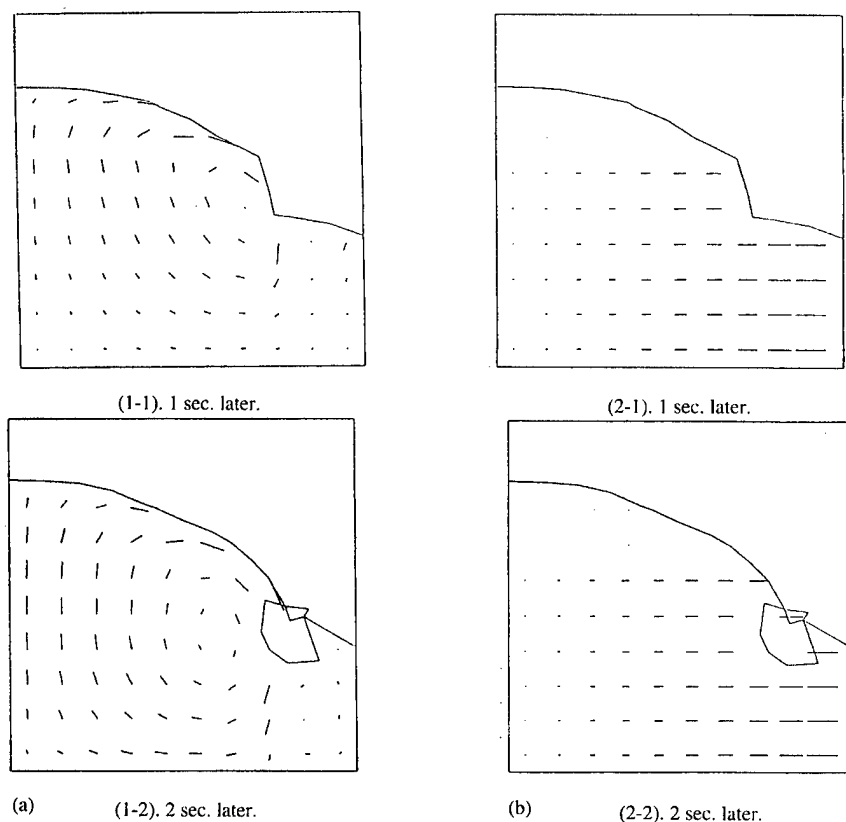 (1-1). 1 sec. later.
(2-1). 1 sec. later.
(a)
(1-2). 2 sec. later.
(b)
(2-2). 2 sec. later.